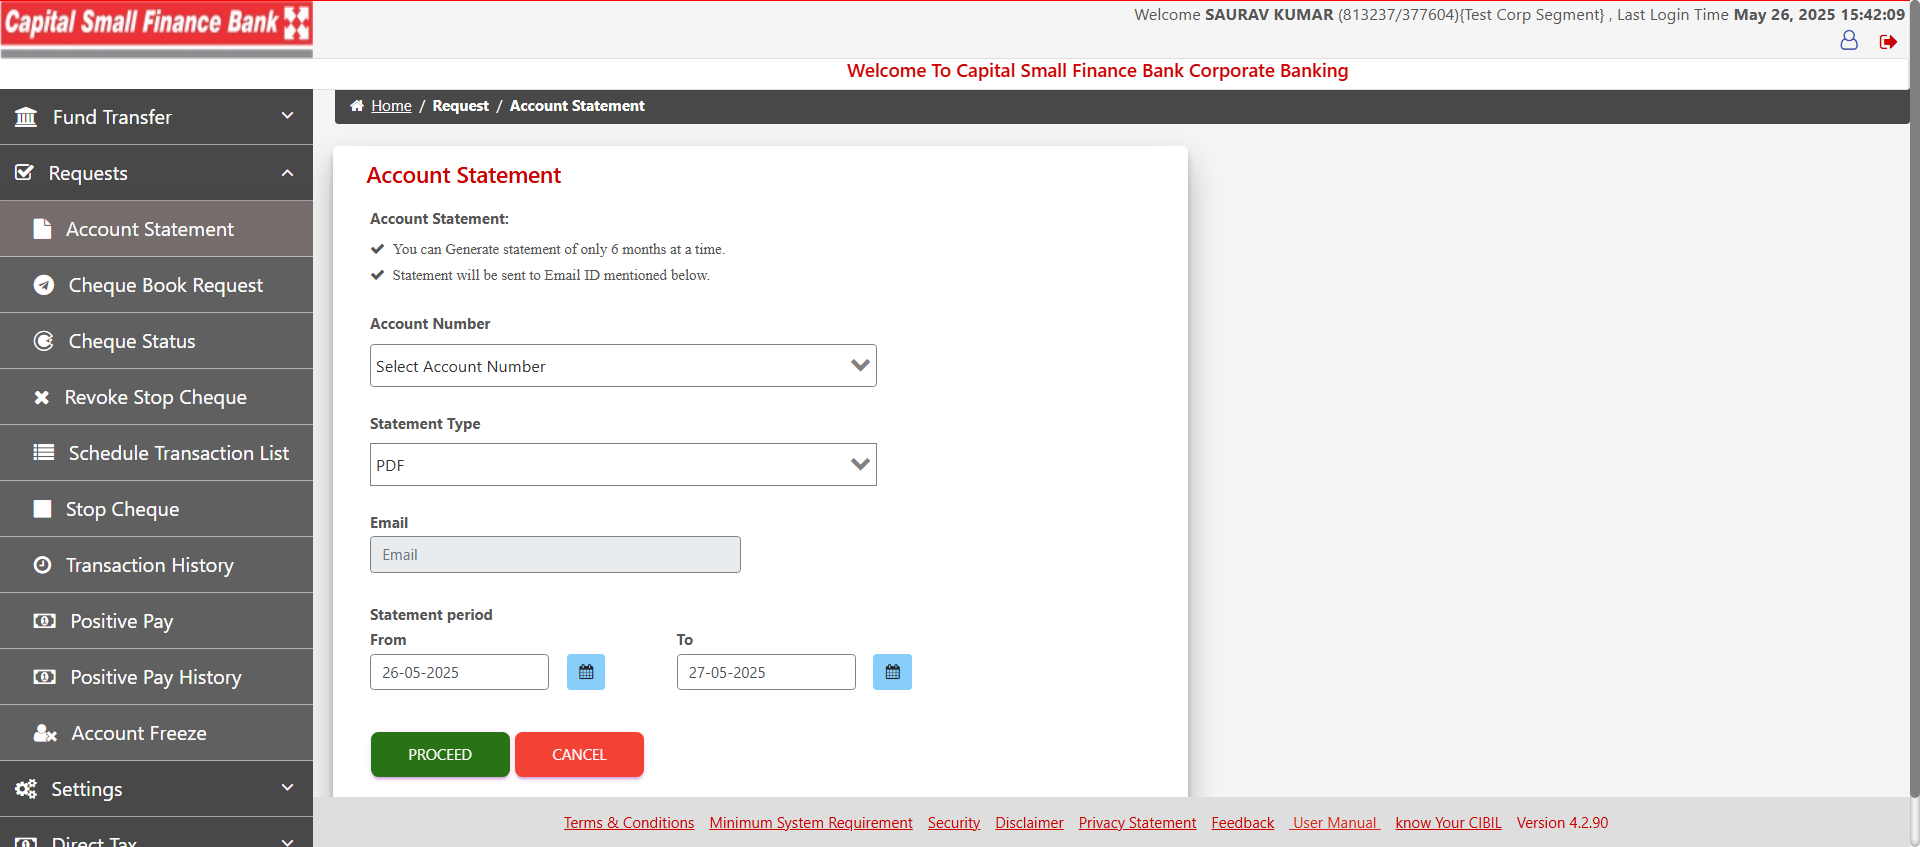 Capital Small Finance Bank
Welcome SAURAV KUMAR (813237/377604){Test Corp Segment} , Last Login Time May 26, 2025 15:42:09
Welcome To Capital Small Finance Bank Corporate Banking
Home / Request / Account Statement
Fund Transfer
Requests
Account Statement
Cheque Book Request
Cheque Status
Revoke Stop Cheque
Schedule Transaction List
Stop Cheque
Transaction History
Positive Pay
Positive Pay History
Account Freeze
Settings
Direct Tax
Account Statement
Account Statement:
You can Generate statement of only 6 months at a time.
Statement will be sent to Email ID mentioned below.
Account Number
Select Account Number
Statement Type
PDF
Email
Email
Statement period
From To
26-05-2025 27-05-2025
PROCEED CANCEL
Terms & Conditions Minimum System Requirement Security Disclaimer Privacy Statement Feedback User Manual know Your CIBIL Version 4.2.90